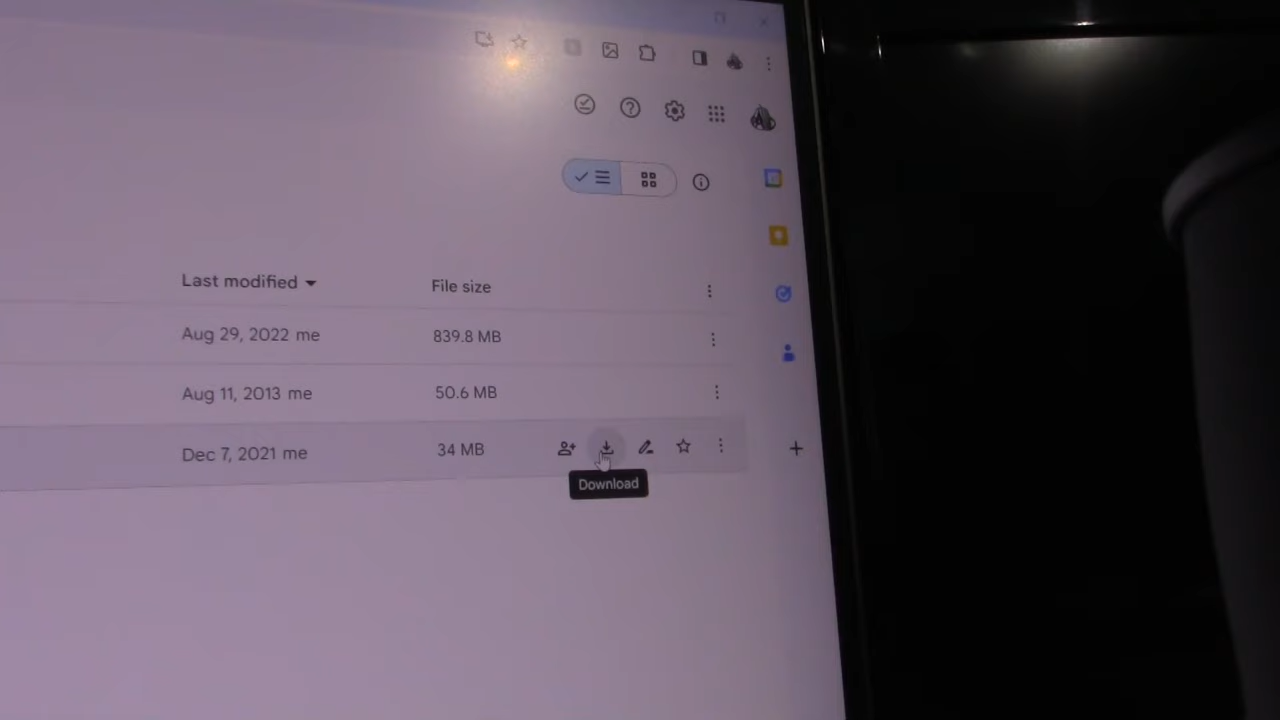 Last modified File size
Aug 29, 2022 me 839.8 MB
Aug 11, 2013 me 50.6 MB
Dec 7, 2021 me 34 MB
Download